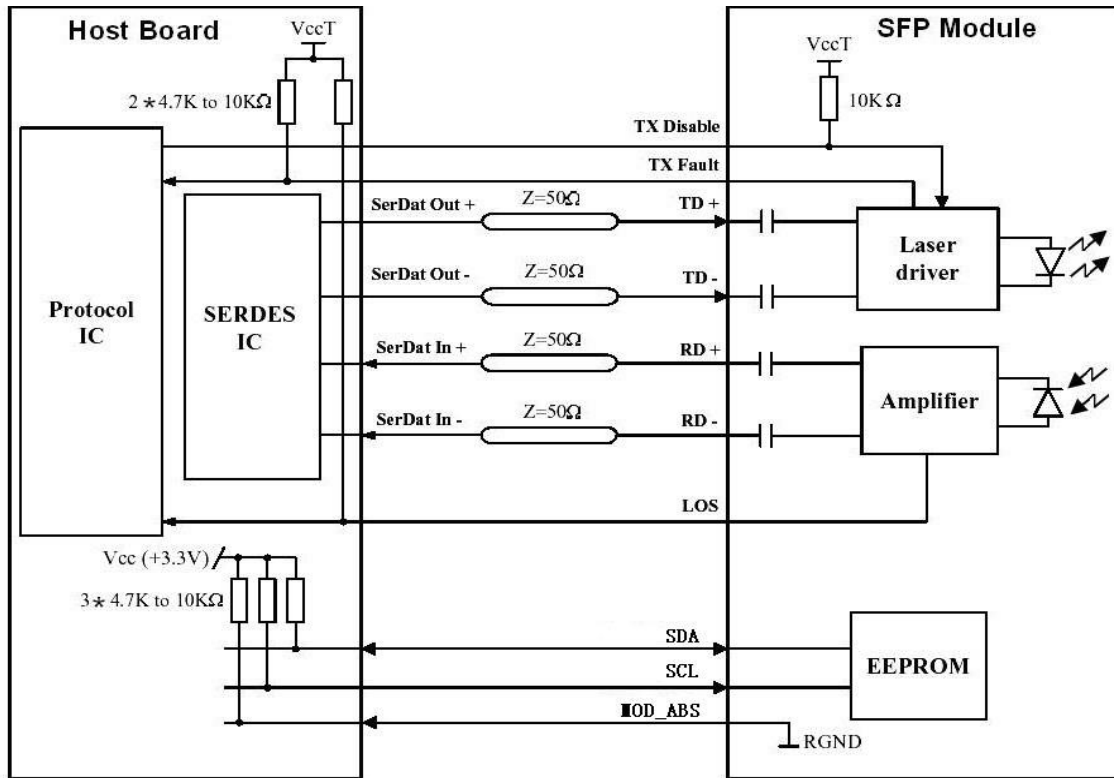 Host Board
SFP Module
VccT
VccT
2*4.7K to 10KΩ
10KΩ
TX Disable
TX Fault
SerDat Out +
Z=50Ω
TD +
Laser
driver
SerDat Out -
Z=50Ω
TD -
Protocol
IC
SERDES
IC
SerDat In +
Z=50Ω
RD +
Amplifier
SerDat In -
Z=50Ω
RD -
LOS
Vcc (+3.3V)
3*4.7K to 10KΩ
SDA
EEPROM
SCL
MOD_ABS
RGND